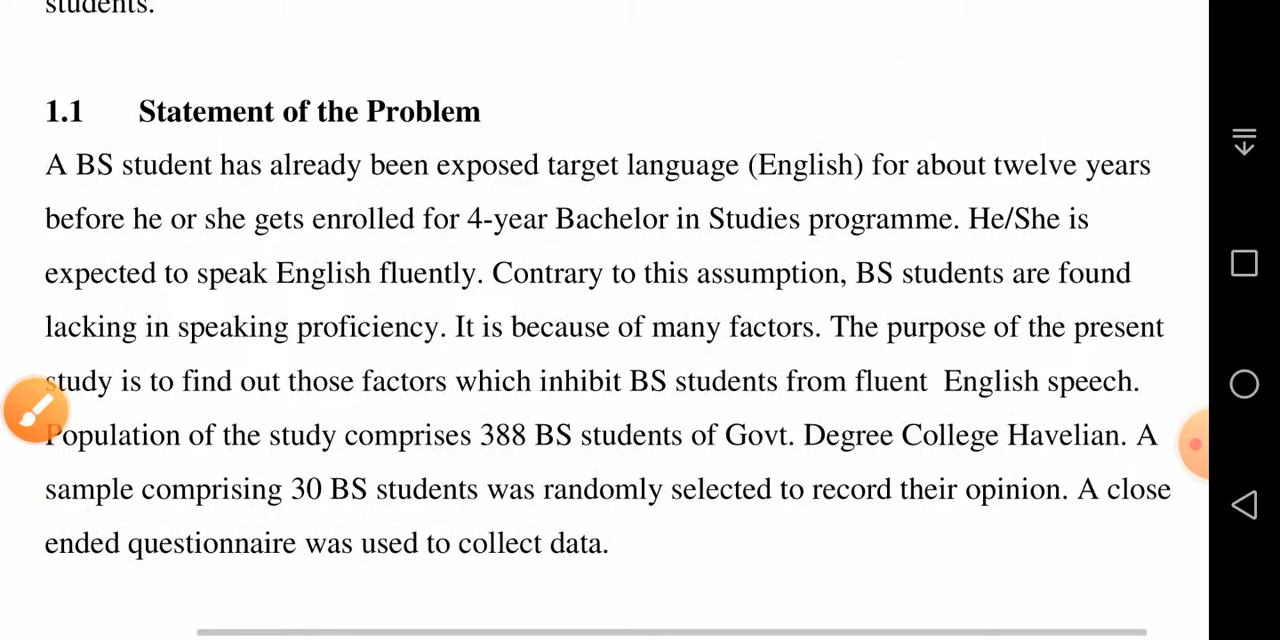 students.
1.1 Statement of the Problem
A BS student has already been exposed target language (English) for about twelve years
before he or she gets enrolled for 4-year Bachelor in Studies programme. He/She is
expected to speak English fluently. Contrary to this assumption, BS students are found
lacking in speaking proficiency. It is because of many factors. The purpose of the present
study is to find out those factors which inhibit BS students from fluent  English speech.
Population of the study comprises 388 BS students of Govt. Degree College Havelian. A
sample comprising 30 BS students was randomly selected to record their opinion. A close
ended questionnaire was used to collect data.